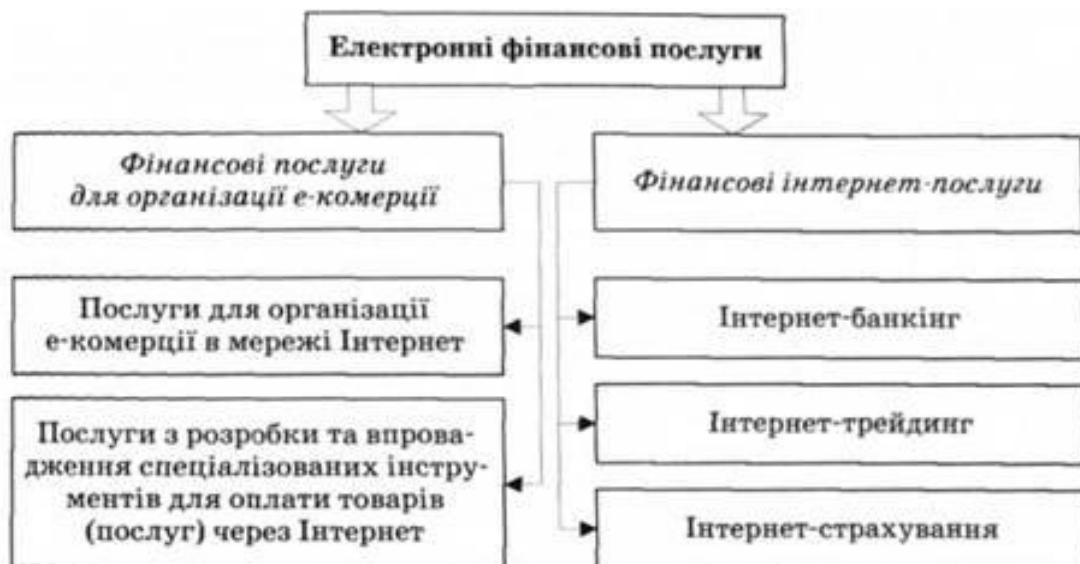 Електронні фінансові послуги
Фінансові послуги
для організації е-комерції
Фінансові інтернет-послуги
Послуги для організації
е-комерції в мережі Інтернет
Послуги з розробки та впрова-
дження спеціалізованих інстру-
ментів для оплати товарів
(послуг) через Інтернет
Інтернет-банкінг
Інтернет-трейдинг
Інтернет-страхування